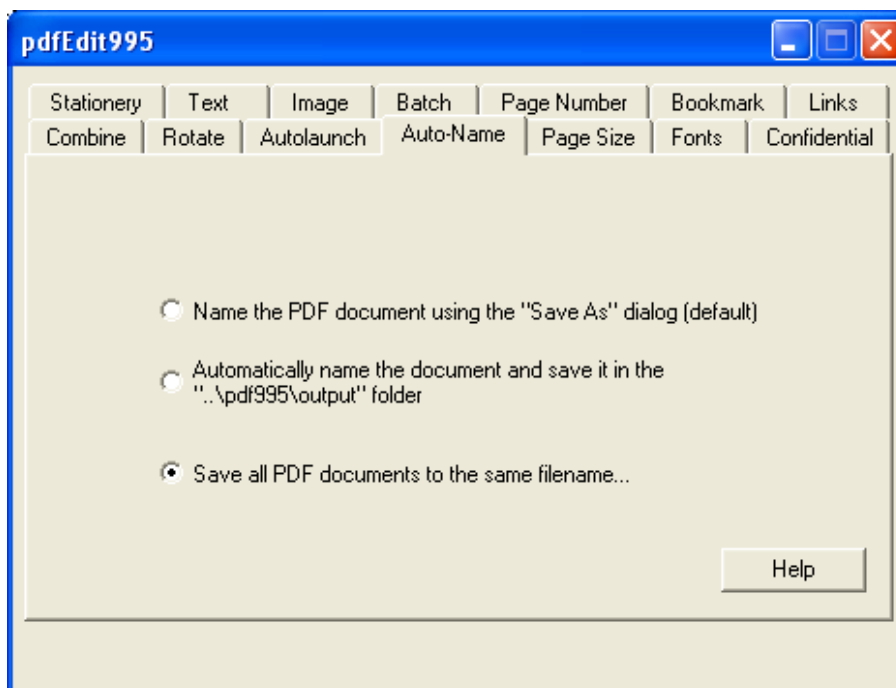 pdfEdit995
Stationery Text Image Batch Page Number Bookmark Links
Combine Rotate Autolaunch Auto-Name Page Size Fonts Confidential
Name the PDF document using the "Save As" dialog (default)
Automatically name the document and save it in the
"..\pdf995\output" folder
Save all PDF documents to the same filename...
Help